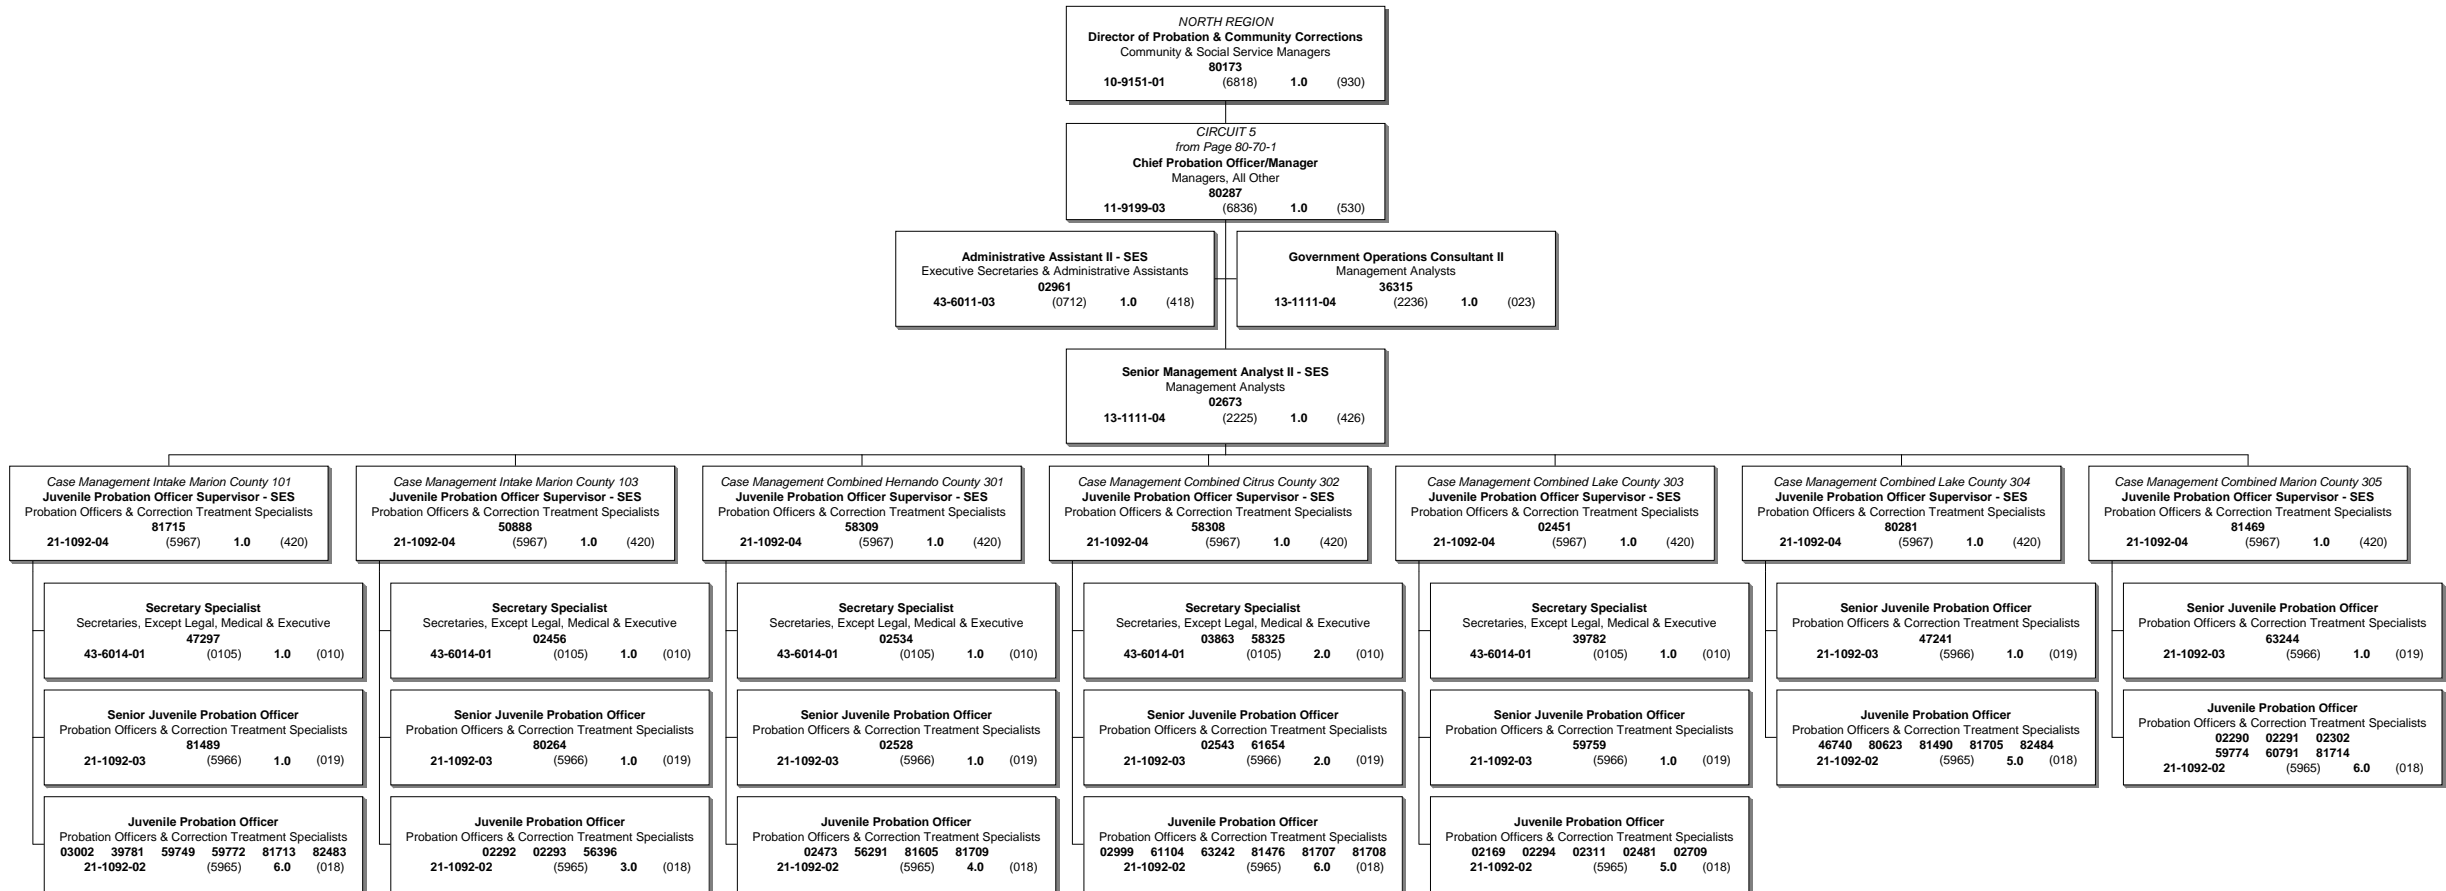 NORTH REGION
Director of Probation & Community Corrections
Community & Social Service Managers
80173
10-9151-01 (6818) 1.0 (930)
CIRCUIT 5
from Page 80-70-1
Chief Probation Officer/Manager
Managers, All Other
80287
11-9199-03 (6836) 1.0 (530)
Administrative Assistant II - SES
Executive Secretaries & Administrative Assistants
02961
43-6011-03 (0712) 1.0 (418)
Government Operations Consultant II
Management Analysts
36315
13-1111-04 (2236) 1.0 (023)
Senior Management Analyst II - SES
Management Analysts
02673
13-1111-04 (2225) 1.0 (426)
Case Management Intake Marion County 101
Juvenile Probation Officer Supervisor - SES
Probation Officers & Correction Treatment Specialists
81715
21-1092-04 (5967) 1.0 (420)
Secretary Specialist
Secretaries, Except Legal, Medical & Executive
47297
43-6014-01 (0105) 1.0 (010)
Senior Juvenile Probation Officer
Probation Officers & Correction Treatment Specialists
81489
21-1092-03 (5966) 1.0 (019)
Juvenile Probation Officer
Probation Officers & Correction Treatment Specialists
03002 39781 59749 59772 81713 82483
21-1092-02 (5965) 6.0 (018)
Case Management Intake Marion County 103
Juvenile Probation Officer Supervisor - SES
Probation Officers & Correction Treatment Specialists
50888
21-1092-04 (5967) 1.0 (420)
Secretary Specialist
Secretaries, Except Legal, Medical & Executive
02456
43-6014-01 (0105) 1.0 (010)
Senior Juvenile Probation Officer
Probation Officers & Correction Treatment Specialists
80264
21-1092-03 (5966) 1.0 (019)
Juvenile Probation Officer
Probation Officers & Correction Treatment Specialists
02292 02293 56396
21-1092-02 (5965) 3.0 (018)
Case Management Combined Hernando County 301
Juvenile Probation Officer Supervisor - SES
Probation Officers & Correction Treatment Specialists
58309
21-1092-04 (5967) 1.0 (420)
Secretary Specialist
Secretaries, Except Legal, Medical & Executive
02534
43-6014-01 (0105) 1.0 (010)
Senior Juvenile Probation Officer
Probation Officers & Correction Treatment Specialists
02528
21-1092-03 (5966) 1.0 (019)
Juvenile Probation Officer
Probation Officers & Correction Treatment Specialists
02473 56291 81605 81709
21-1092-02 (5965) 4.0 (018)
Case Management Combined Citrus County 302
Juvenile Probation Officer Supervisor - SES
Probation Officers & Correction Treatment Specialists
58308
21-1092-04 (5967) 1.0 (420)
Secretary Specialist
Secretaries, Except Legal, Medical & Executive
03863 58325
43-6014-01 (0105) 2.0 (010)
Senior Juvenile Probation Officer
Probation Officers & Correction Treatment Specialists
02543 61654
21-1092-03 (5966) 2.0 (019)
Juvenile Probation Officer
Probation Officers & Correction Treatment Specialists
02999 61104 63242 81476 81707 81708
21-1092-02 (5965) 6.0 (018)
Case Management Combined Lake County 303
Juvenile Probation Officer Supervisor - SES
Probation Officers & Correction Treatment Specialists
02451
21-1092-04 (5967) 1.0 (420)
Secretary Specialist
Secretaries, Except Legal, Medical & Executive
39782
43-6014-01 (0105) 1.0 (010)
Senior Juvenile Probation Officer
Probation Officers & Correction Treatment Specialists
59759
21-1092-03 (5966) 1.0 (019)
Juvenile Probation Officer
Probation Officers & Correction Treatment Specialists
02169 02294 02311 02481 02709
21-1092-02 (5965) 5.0 (018)
Case Management Combined Lake County 304
Juvenile Probation Officer Supervisor - SES
Probation Officers & Correction Treatment Specialists
80281
21-1092-04 (5967) 1.0 (420)
Senior Juvenile Probation Officer
Probation Officers & Correction Treatment Specialists
47241
21-1092-03 (5966) 1.0 (019)
Juvenile Probation Officer
Probation Officers & Correction Treatment Specialists
46740 80623 81490 81705 82484
21-1092-02 (5965) 5.0 (018)
Case Management Combined Marion County 305
Juvenile Probation Officer Supervisor - SES
Probation Officers & Correction Treatment Specialists
81469
21-1092-04 (5967) 1.0 (420)
Senior Juvenile Probation Officer
Probation Officers & Correction Treatment Specialists
63244
21-1092-03 (5966) 1.0 (019)
Juvenile Probation Officer
Probation Officers & Correction Treatment Specialists
02290 02291 02302
59774 60791 81714
21-1092-02 (5965) 6.0 (018)